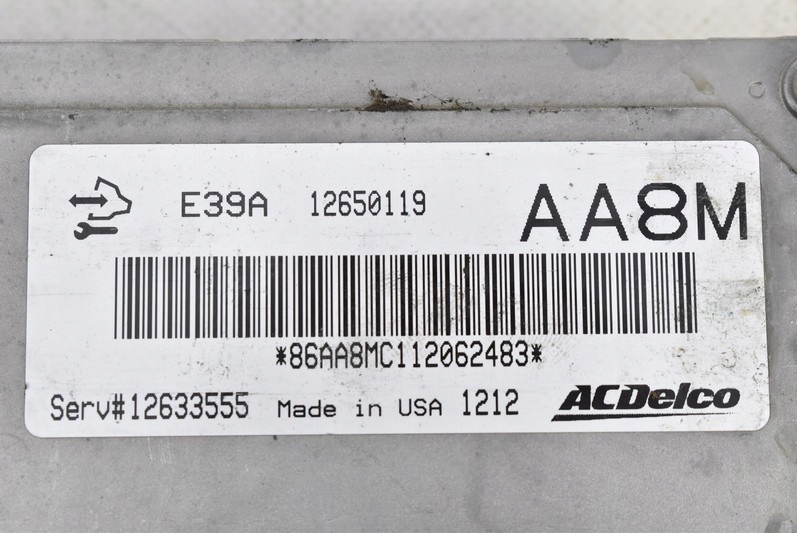 E39A 12650119 AA8M
*86AA8MC112062483*
Serv#12633555 Made in USA 1212 ACDelco